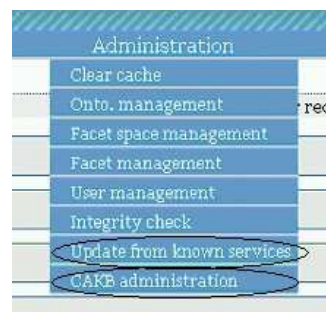 Administration
Clear cache
Onto. management
rec
Facet space management
Facet management
User management
Integrity check
Update from known services
CAKB administration